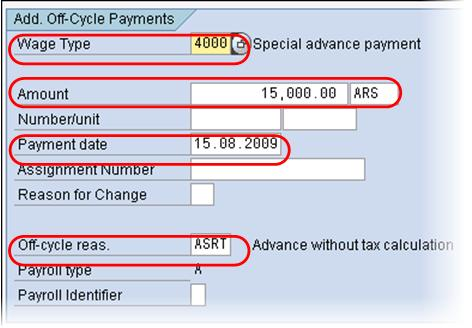 Add. Off-Cycle Payments
Wage Type 4000 Special advance payment
Amount 15,000.00 ARS
Number/unit
Payment date 15.08.2009
Assignment Number
Reason for Change
Off-cycle reas. ASRT Advance without tax calculation
Payroll type A
Payroll Identifier